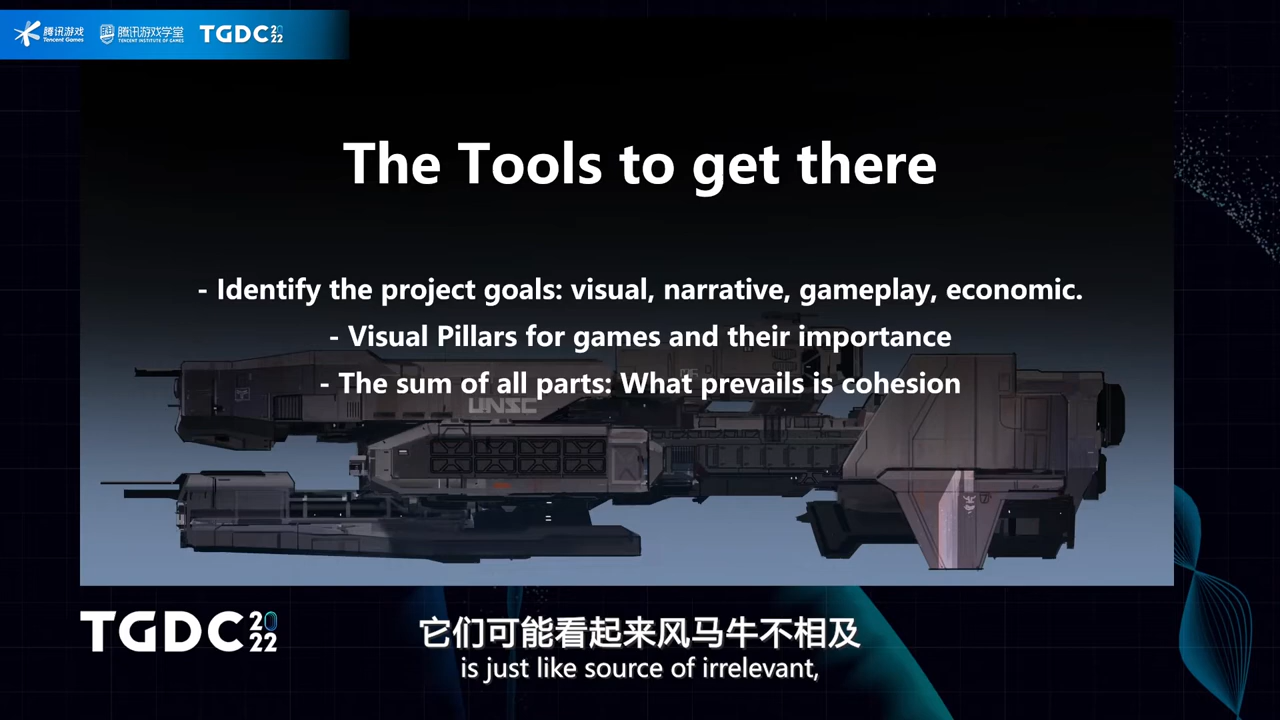 腾讯游戏
Tencent Games
腾讯游戏学堂
TENCENT INSTITUTE OF GAMES
TGDC 2022
The Tools to get there
- Identify the project goals: visual, narrative, gameplay, economic.
- Visual Pillars for games and their importance
- The sum of all parts: What prevails is cohesion
UNSC
TGDC 2022
它们可能看起来风马牛不相及
is just like source of irrelevant,